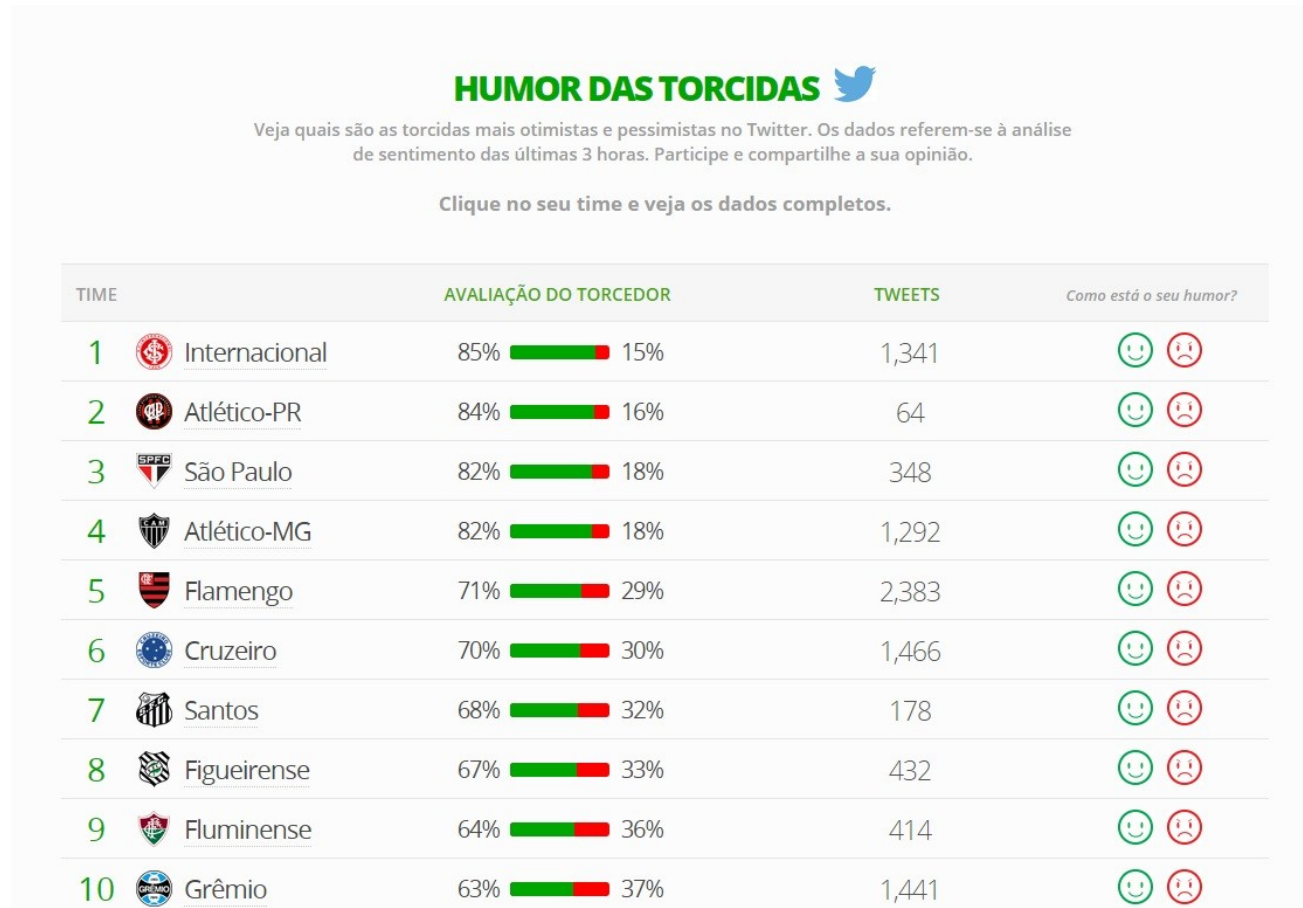 HUMOR DAS TORCIDAS
Veja quais são as torcidas mais otimistas e pessimistas no Twitter. Os dados referem-se à análise
de sentimento das últimas 3 horas. Participe e compartilhe a sua opinião.
Clique no seu time e veja os dados completos.
TIME AVALIAÇÃO DO TORCEDOR TWEETS Como está o seu humor?
1 Internacional 85% 15% 1,341
2 Atlético-PR 84% 16% 64
3 SPFC São Paulo 82% 18% 348
4 CAM Atlético-MG 82% 18% 1,292
5 Flamengo 71% 29% 2,383
6 Cruzeiro 70% 30% 1,466
7 Santos 68% 32% 178
8 Figueirense 67% 33% 432
9 Fluminense 64% 36% 414
10 GRÊMIO Grêmio 63% 37% 1,441